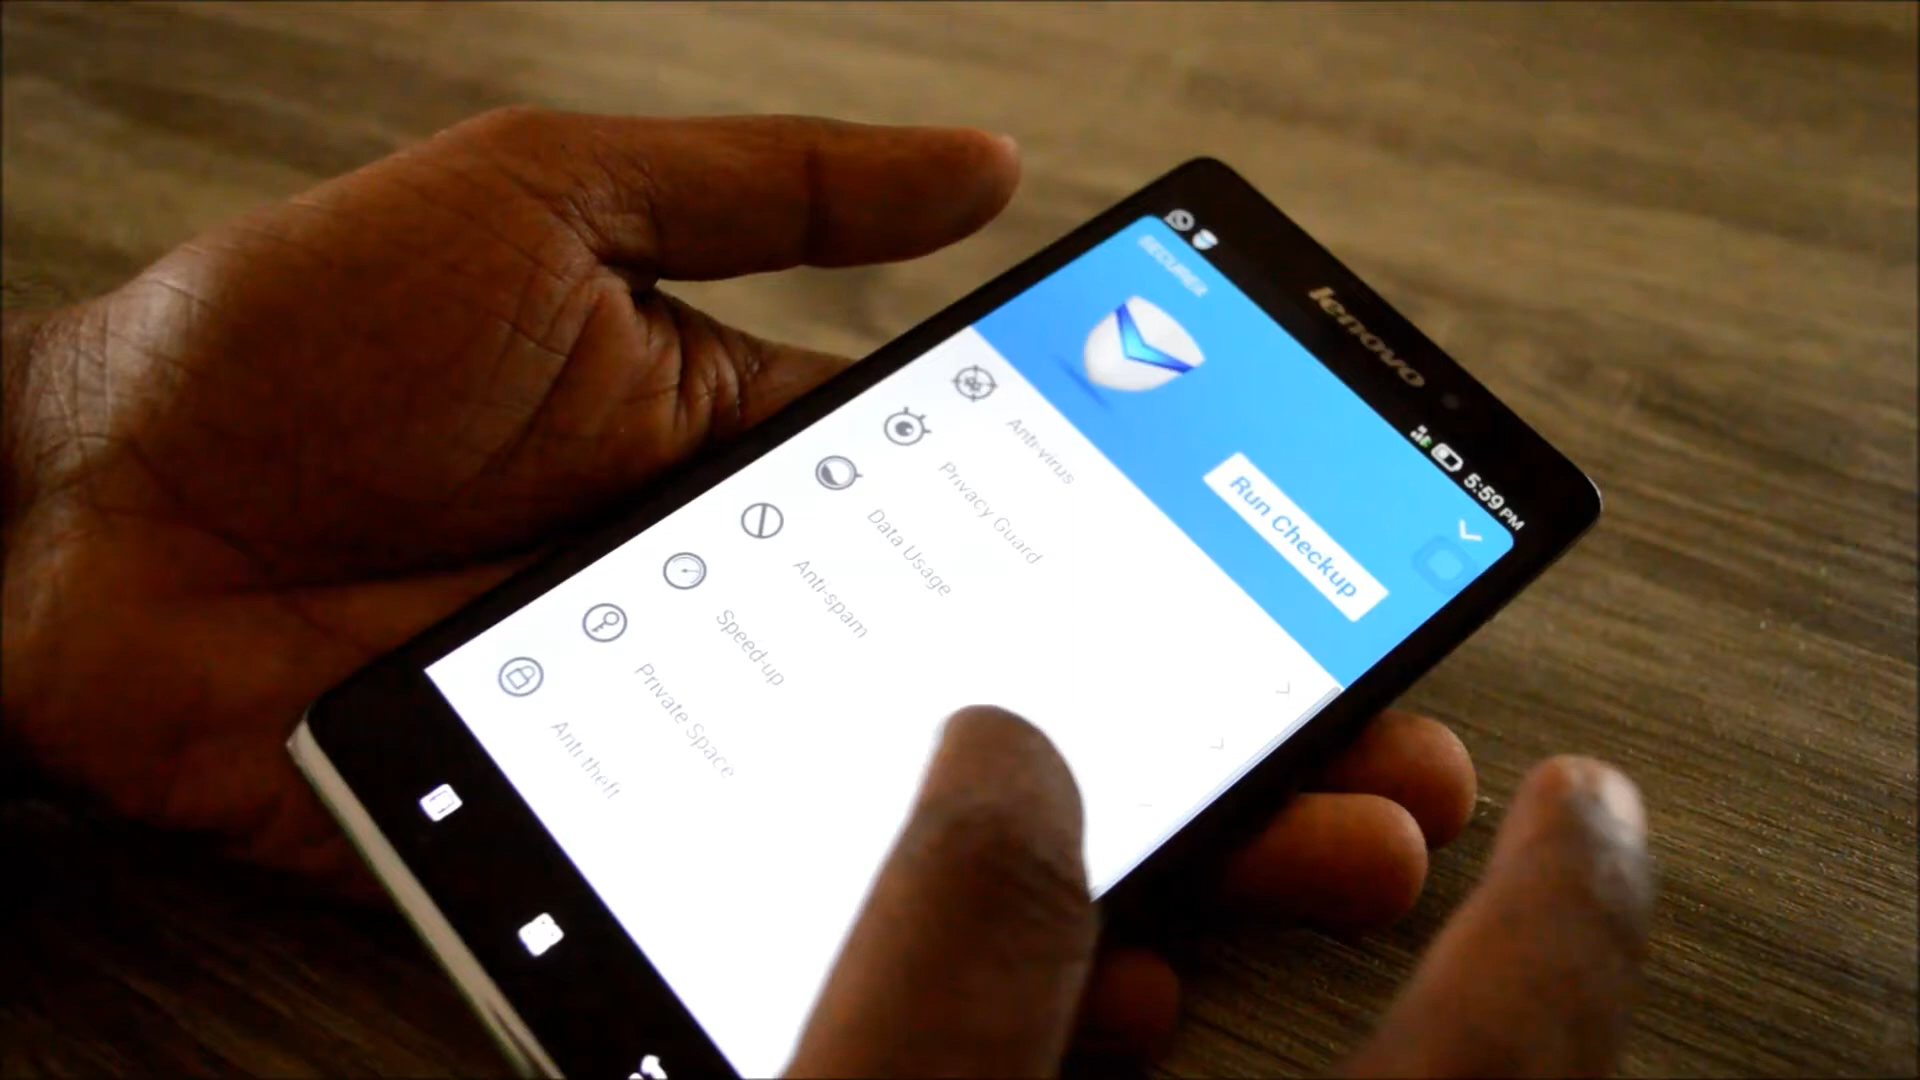 lenovo
5:59 PM
SECUREit
Run Checkup
Anti-virus
Privacy Guard
Data Usage
Anti-spam
Speed-up
Private Space
Anti-theft